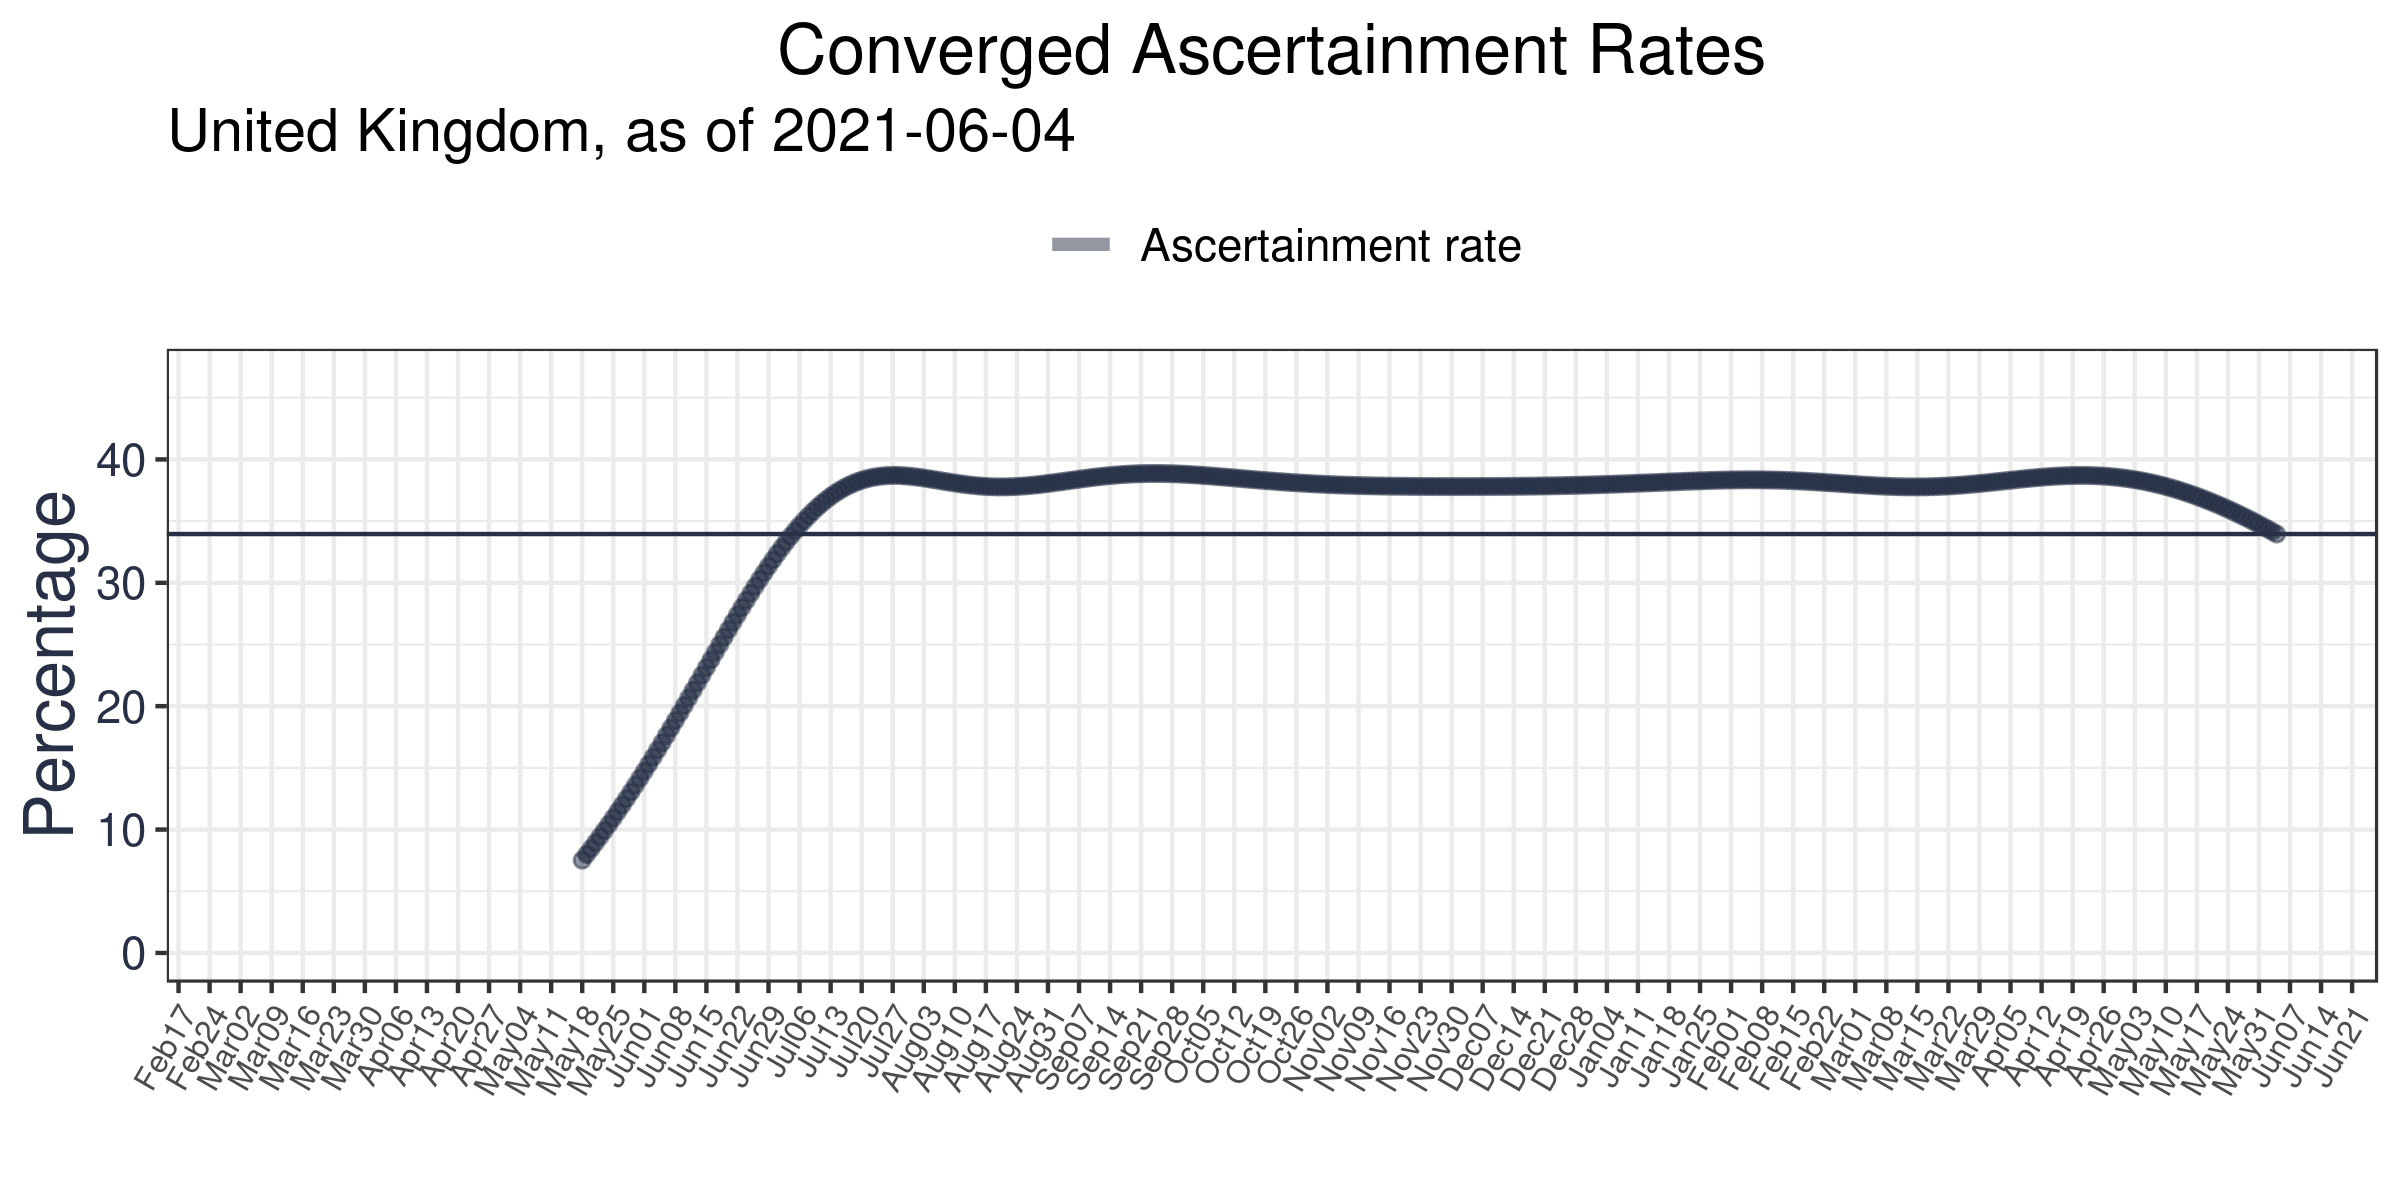 Converged Ascertainment Rates
United Kingdom, as of 2021-06-04
Ascertainment rate
Percentage
40
30
20
10
0
Feb17
Feb24
Mar02
Mar09
Mar16
Mar23
Mar30
Apr06
Apr13
Apr20
Apr27
May04
May11
May18
May25
Jun01
Jun08
Jun15
Jun22
Jun29
Jul06
Jul13
Jul20
Jul27
Aug03
Aug10
Aug17
Aug24
Aug31
Sep07
Sep14
Sep21
Sep28
Oct05
Oct12
Oct19
Oct26
Nov02
Nov09
Nov16
Nov23
Nov30
Dec07
Dec14
Dec21
Dec28
Jan04
Jan11
Jan18
Jan25
Feb01
Feb08
Feb15
Feb22
Mar01
Mar08
Mar15
Mar22
Mar29
Apr05
Apr12
Apr19
Apr26
May03
May10
May17
May24
May31
Jun07
Jun14
Jun21